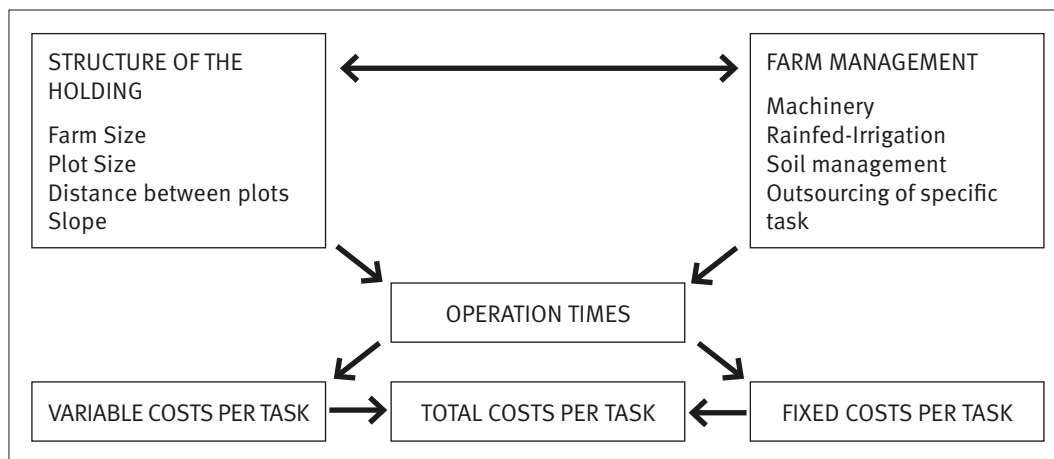 STRUCTURE OF THE
HOLDING
Farm Size
Plot Size
Distance between plots
Slope
FARM MANAGEMENT
Machinery
Rainfed-Irrigation
Soil management
Outsourcing of specific
task
OPERATION TIMES
VARIABLE COSTS PER TASK
TOTAL COSTS PER TASK
FIXED COSTS PER TASK